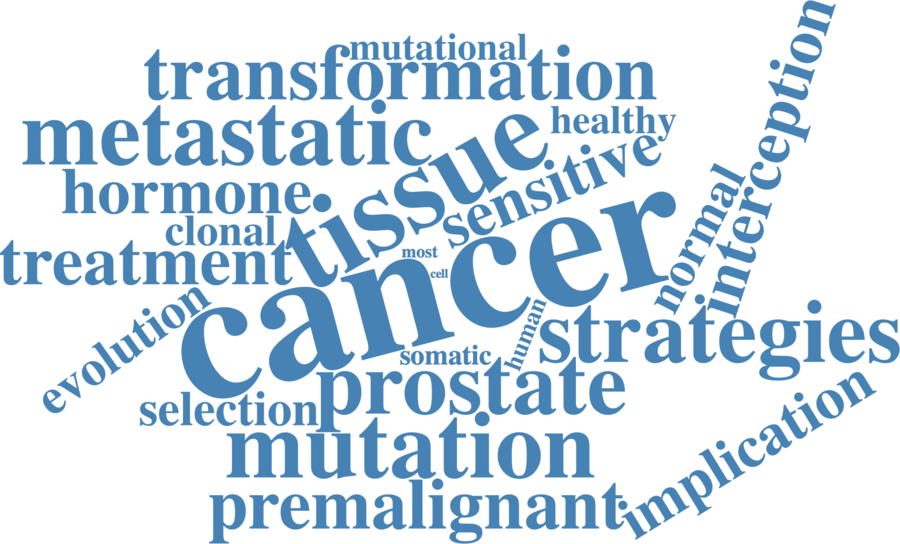 mutational
transformation
interception
metastatic
healthy
tissue
sensitive
hormone
normal
clonal
treatment
most
cell
cancer
evolution
human
strategies
somatic
prostate
selection
implication
mutation
premalignant